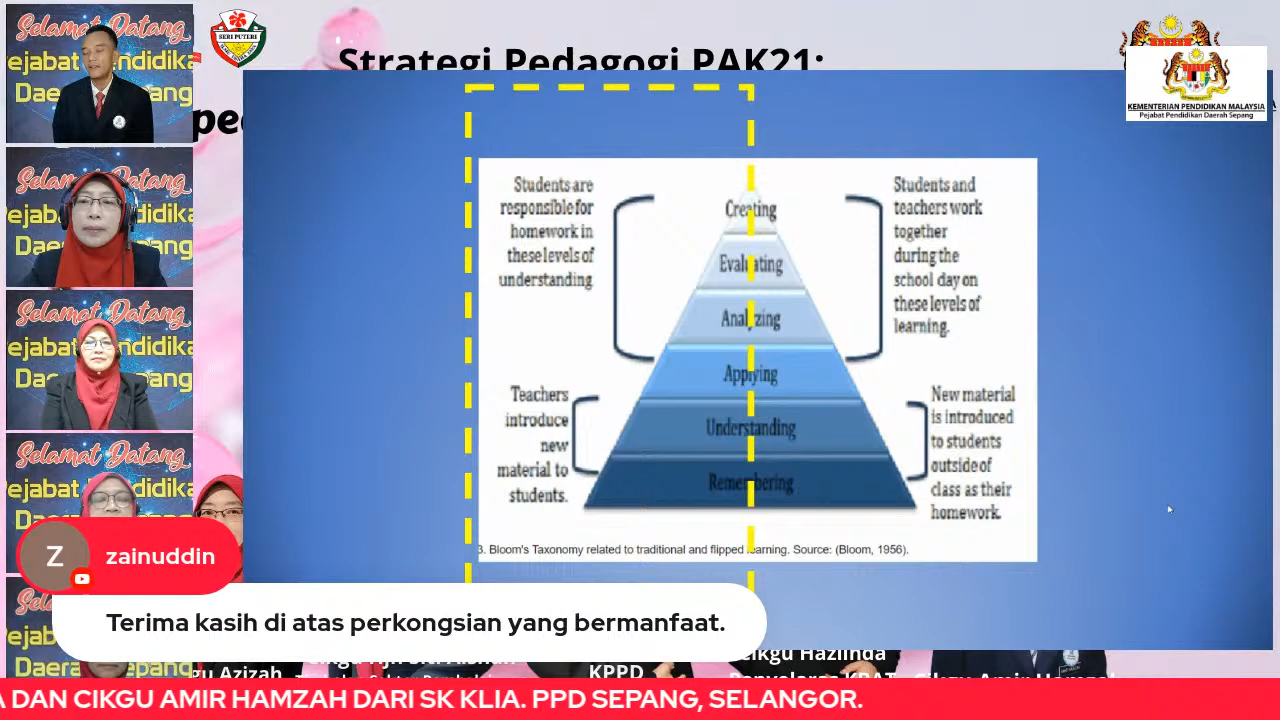 Selamat Datang
ejabat Pendidika
Daerah
SERI PUTERI
Strategi Pedagogi PAK21:
KEMENTERIAN PENDIDIKAN MALAYSIA
Pejabat Pendidikan Daerah Sepang
Students are
responsible for
homework in
these levels of
understanding
Creating
Evaluating
Analyzing
Applying
Understanding
Remembering
Students and
teachers work
together
during the
school day on
these levels of
learning.
Teachers
introduce
new
material to
students.
New material
is introduced
to students
outside of
class as their
homework.
3. Bloom's Taxonomy related to traditional and flipped learning. Source: (Bloom, 1956).
Selamat Datang
Selamat Datang
Selamat Datang
Z
zainuddin
Terima kasih di atas perkongsian yang bermanfaat.
gu Azizah
KPPD
Cikgu Hazlinda
A DAN CIKGU AMIR HAMZAH DARI SK KLIA. PPD SEPANG, SELANGOR.